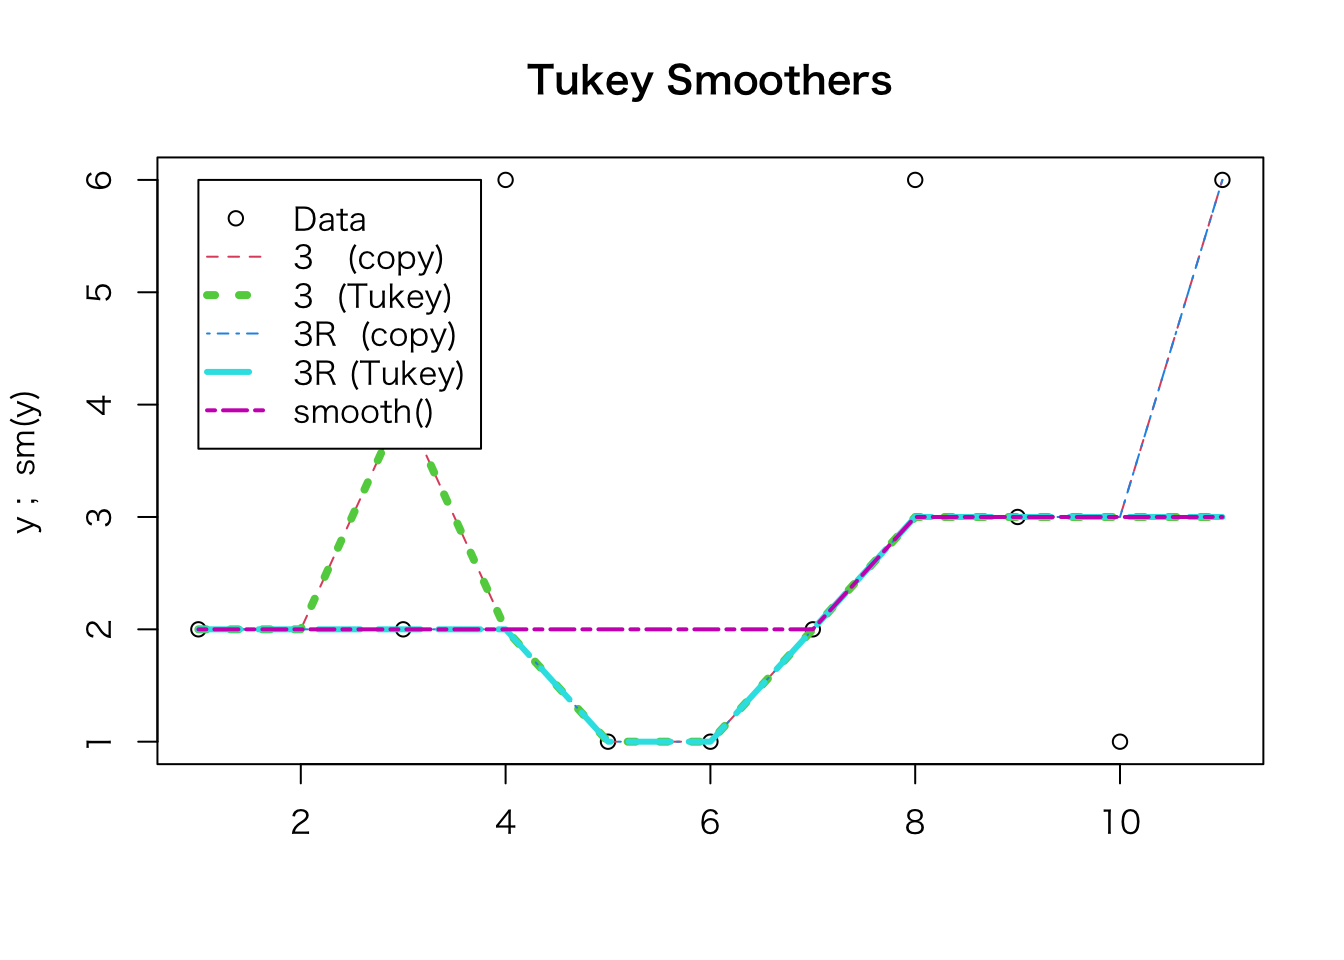 Tukey Smoothers
y ; sm(y)
6
5
4
3
2
1
Data
3 (copy)
3 (Tukey)
3R (copy)
3R (Tukey)
smooth()
2 4 6 8 10